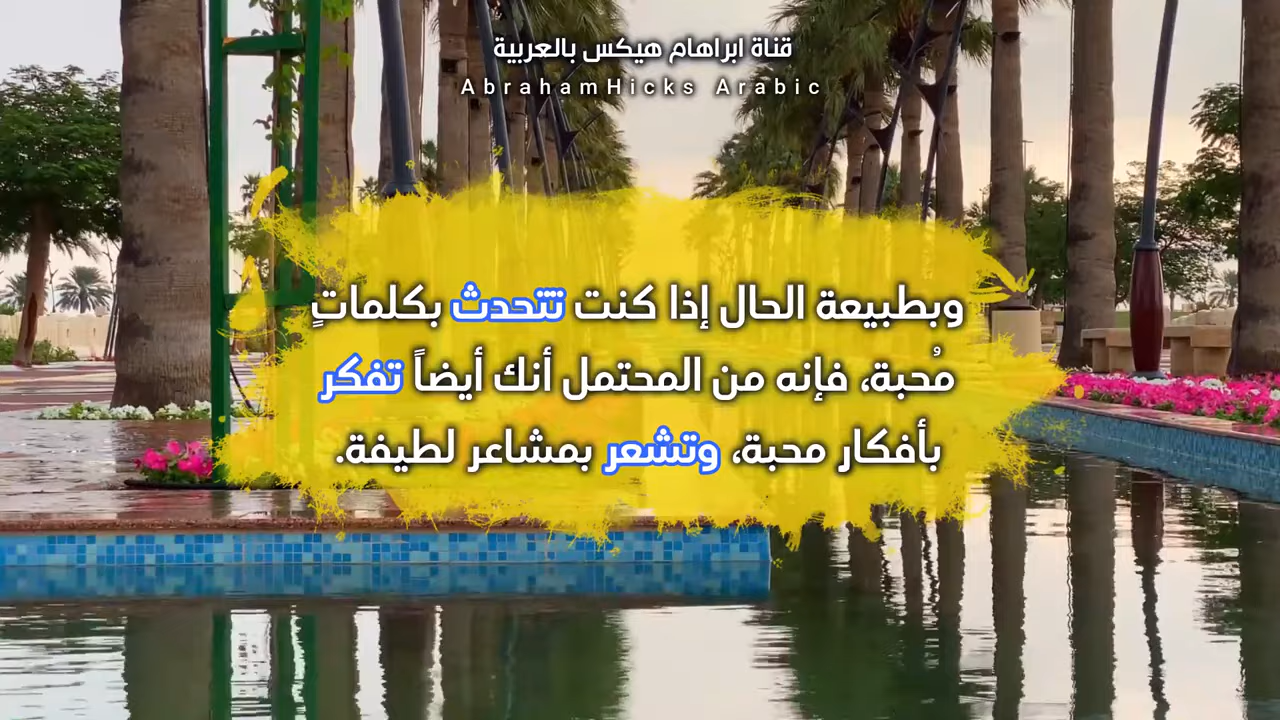 قناة ابراهام هيكس بالعربية
AbrahamHicks Arabic
وبطبيعة الحال إذا كنت تتحدث بكلماتٍ
مُحبة، فإنه من المحتمل أنك أيضاً تفكر
بأفكار محبة، وتشعر بمشاعر لطيفة.